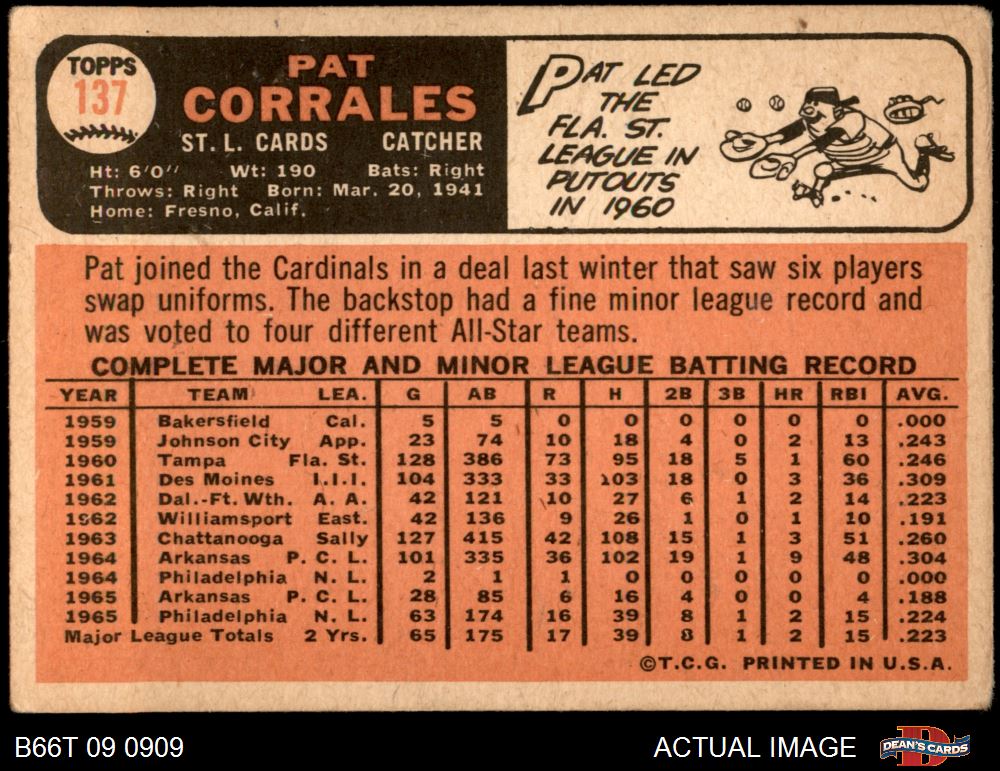 TOPPS
137
PAT
CORRALES
ST. L. CARDS CATCHER
Ht: 6'0'' Wt: 190 Bats: Right
Throws: Right Born: Mar. 20, 1941
Home: Fresno, Calif.
PAT LED
THE
FLA. ST.
LEAGUE IN
PUTOUTS
IN 1960
Pat joined the Cardinals in a deal last winter that saw six players
swap uniforms. The backstop had a fine minor league record and
was voted to four different All-Star teams.
COMPLETE MAJOR AND MINOR LEAGUE BATTING RECORD
YEAR TEAM LEA. G AB R H 2B 3B HR RBI AVG.
1959 Bakersfield Cal. 5 5 0 0 0 0 0 0 .000
1959 Johnson City App. 23 74 10 18 4 0 2 13 .243
1960 Tampa Fla. St. 128 386 73 95 18 5 1 60 .246
1961 Des Moines I.I.I. 104 333 33 103 18 0 3 36 .309
1962 Dal.-Ft. Wth. A. A. 42 121 10 27 6 1 2 14 .223
1962 Williamsport East. 42 136 9 26 1 0 1 10 .191
1963 Chattanooga Sally 127 415 42 108 15 1 3 51 .260
1964 Arkansas P. C. L. 101 335 36 102 19 1 9 48 .304
1964 Philadelphia N. L. 2 1 1 0 0 0 0 0 .000
1965 Arkansas P. C. L. 28 85 6 16 4 0 0 4 .188
1965 Philadelphia N. L. 63 174 16 39 8 1 2 15 .224
Major League Totals 2 Yrs. 65 175 17 39 8 1 2 15 .223
©T.C.G. PRINTED IN U.S.A.
B66T 09 0909 ACTUAL IMAGE DEAN'S CARDS